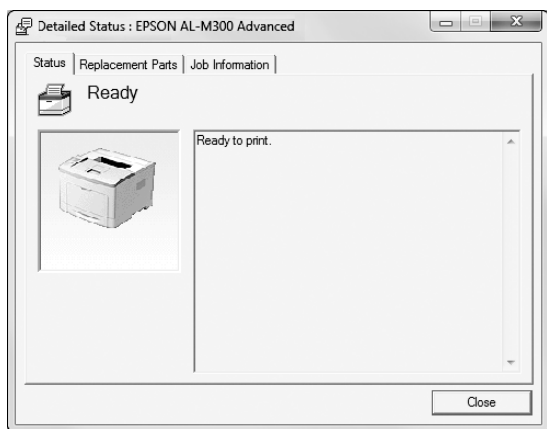 Detailed Status : EPSON AL-M300 Advanced
Status Replacement Parts Job Information
Ready
Ready to print.
Close